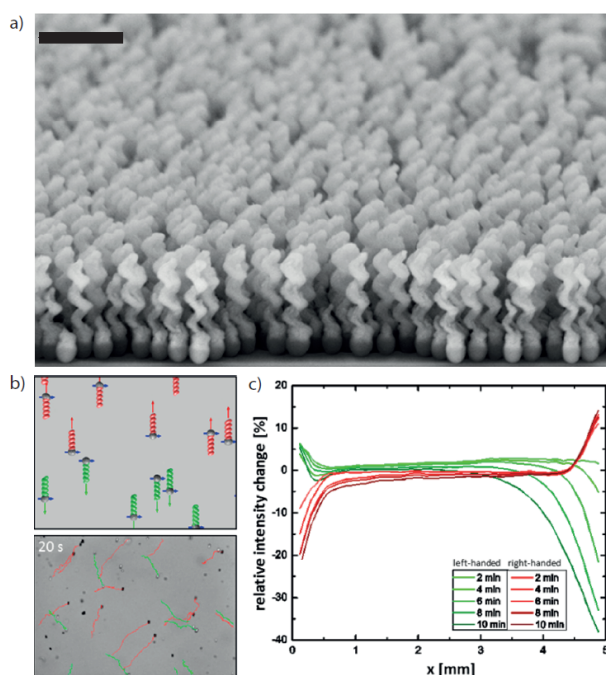 a)
b)
20 s
c)
relative intensity change [%]
20
10
0
-10
-20
-30
-40
left-handed right-handed
2 min 2 min
4 min 4 min
6 min 6 min
8 min 8 min
10 min 10 min
0 1 2 3 4 5
x [mm]